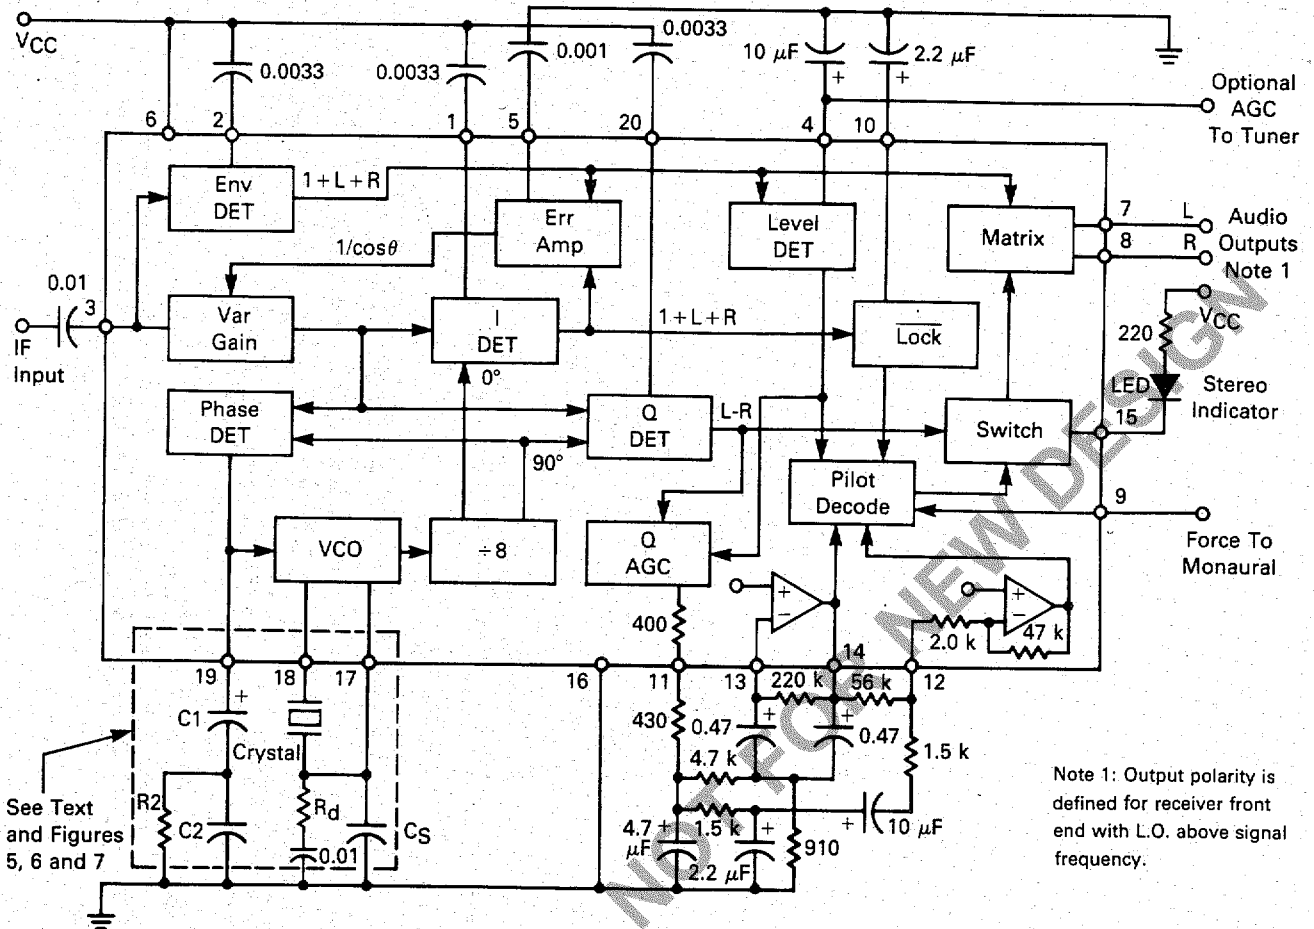 VCC
0.0033
0.0033
0.001
0.0033
10 μF
+
2.2 μF
+
Optional
AGC
To Tuner
6
2
1
5
20
4
10
Env
DET
1+L+R
Err
Amp
Level
DET
Matrix
7
L
8
R
Audio
Outputs
Note 1
1/cosθ
0.01
3
IF
Input
Var
Gain
I
DET
0°
1+L+R
Lock
VCC
220
LED
Stereo
Indicator
15
Phase
DET
Q
DET
L-R
90°
Switch
Pilot
Decode
9
Force To
Monaural
VCO
÷8
Q
AGC
400
+
−
+
−
2.0 k
47 k
19
18
17
16
11
13
14
12
C1
+
Crystal
R2
C2
Rd
0.01
CS
See Text
and Figures
5, 6 and 7
430
220 k
56 k
0.47
+
+
0.47
4.7 k
1.5 k
1.5 k
4.7
μF
+
2.2 μF
+
910
+
10 μF
Note 1: Output polarity is
defined for receiver front
end with L.O. above signal
frequency.
NOT FOR NEW DESIGN